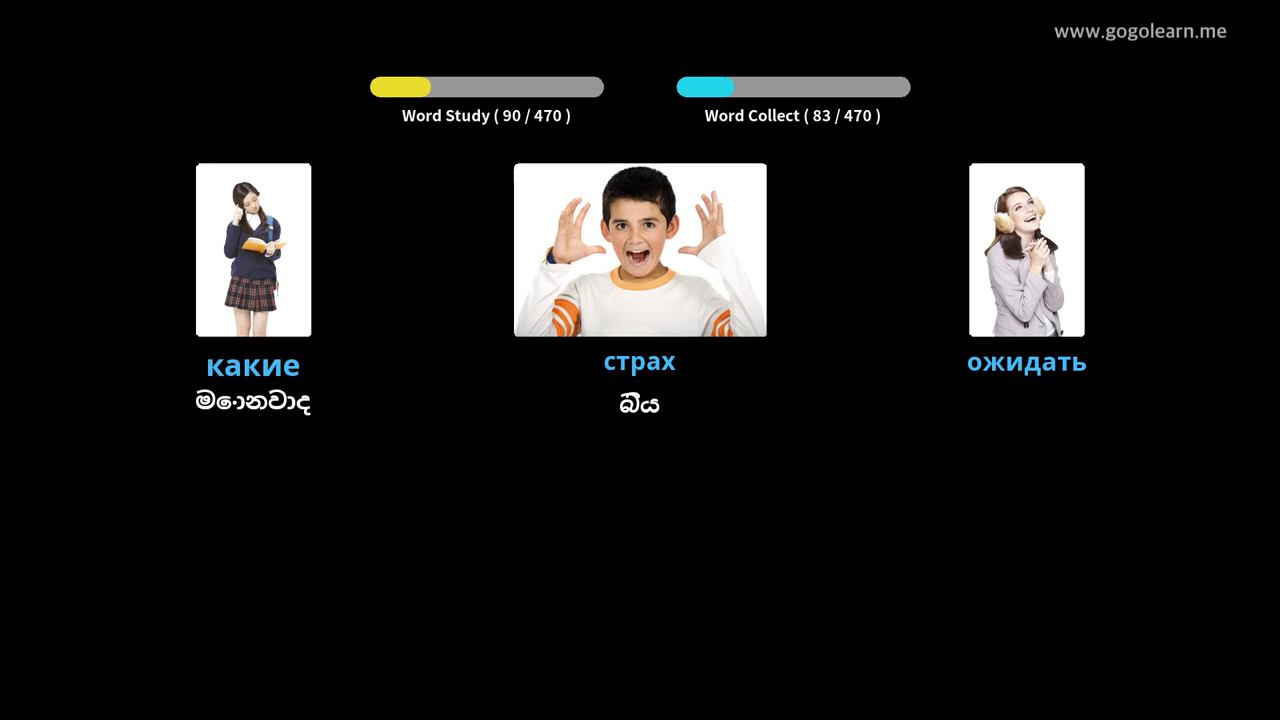 www.gogolearn.me
Word Study ( 90 / 470 )
Word Collect ( 83 / 470 )
какие
මොනවාද
страх
බිය
ожидать